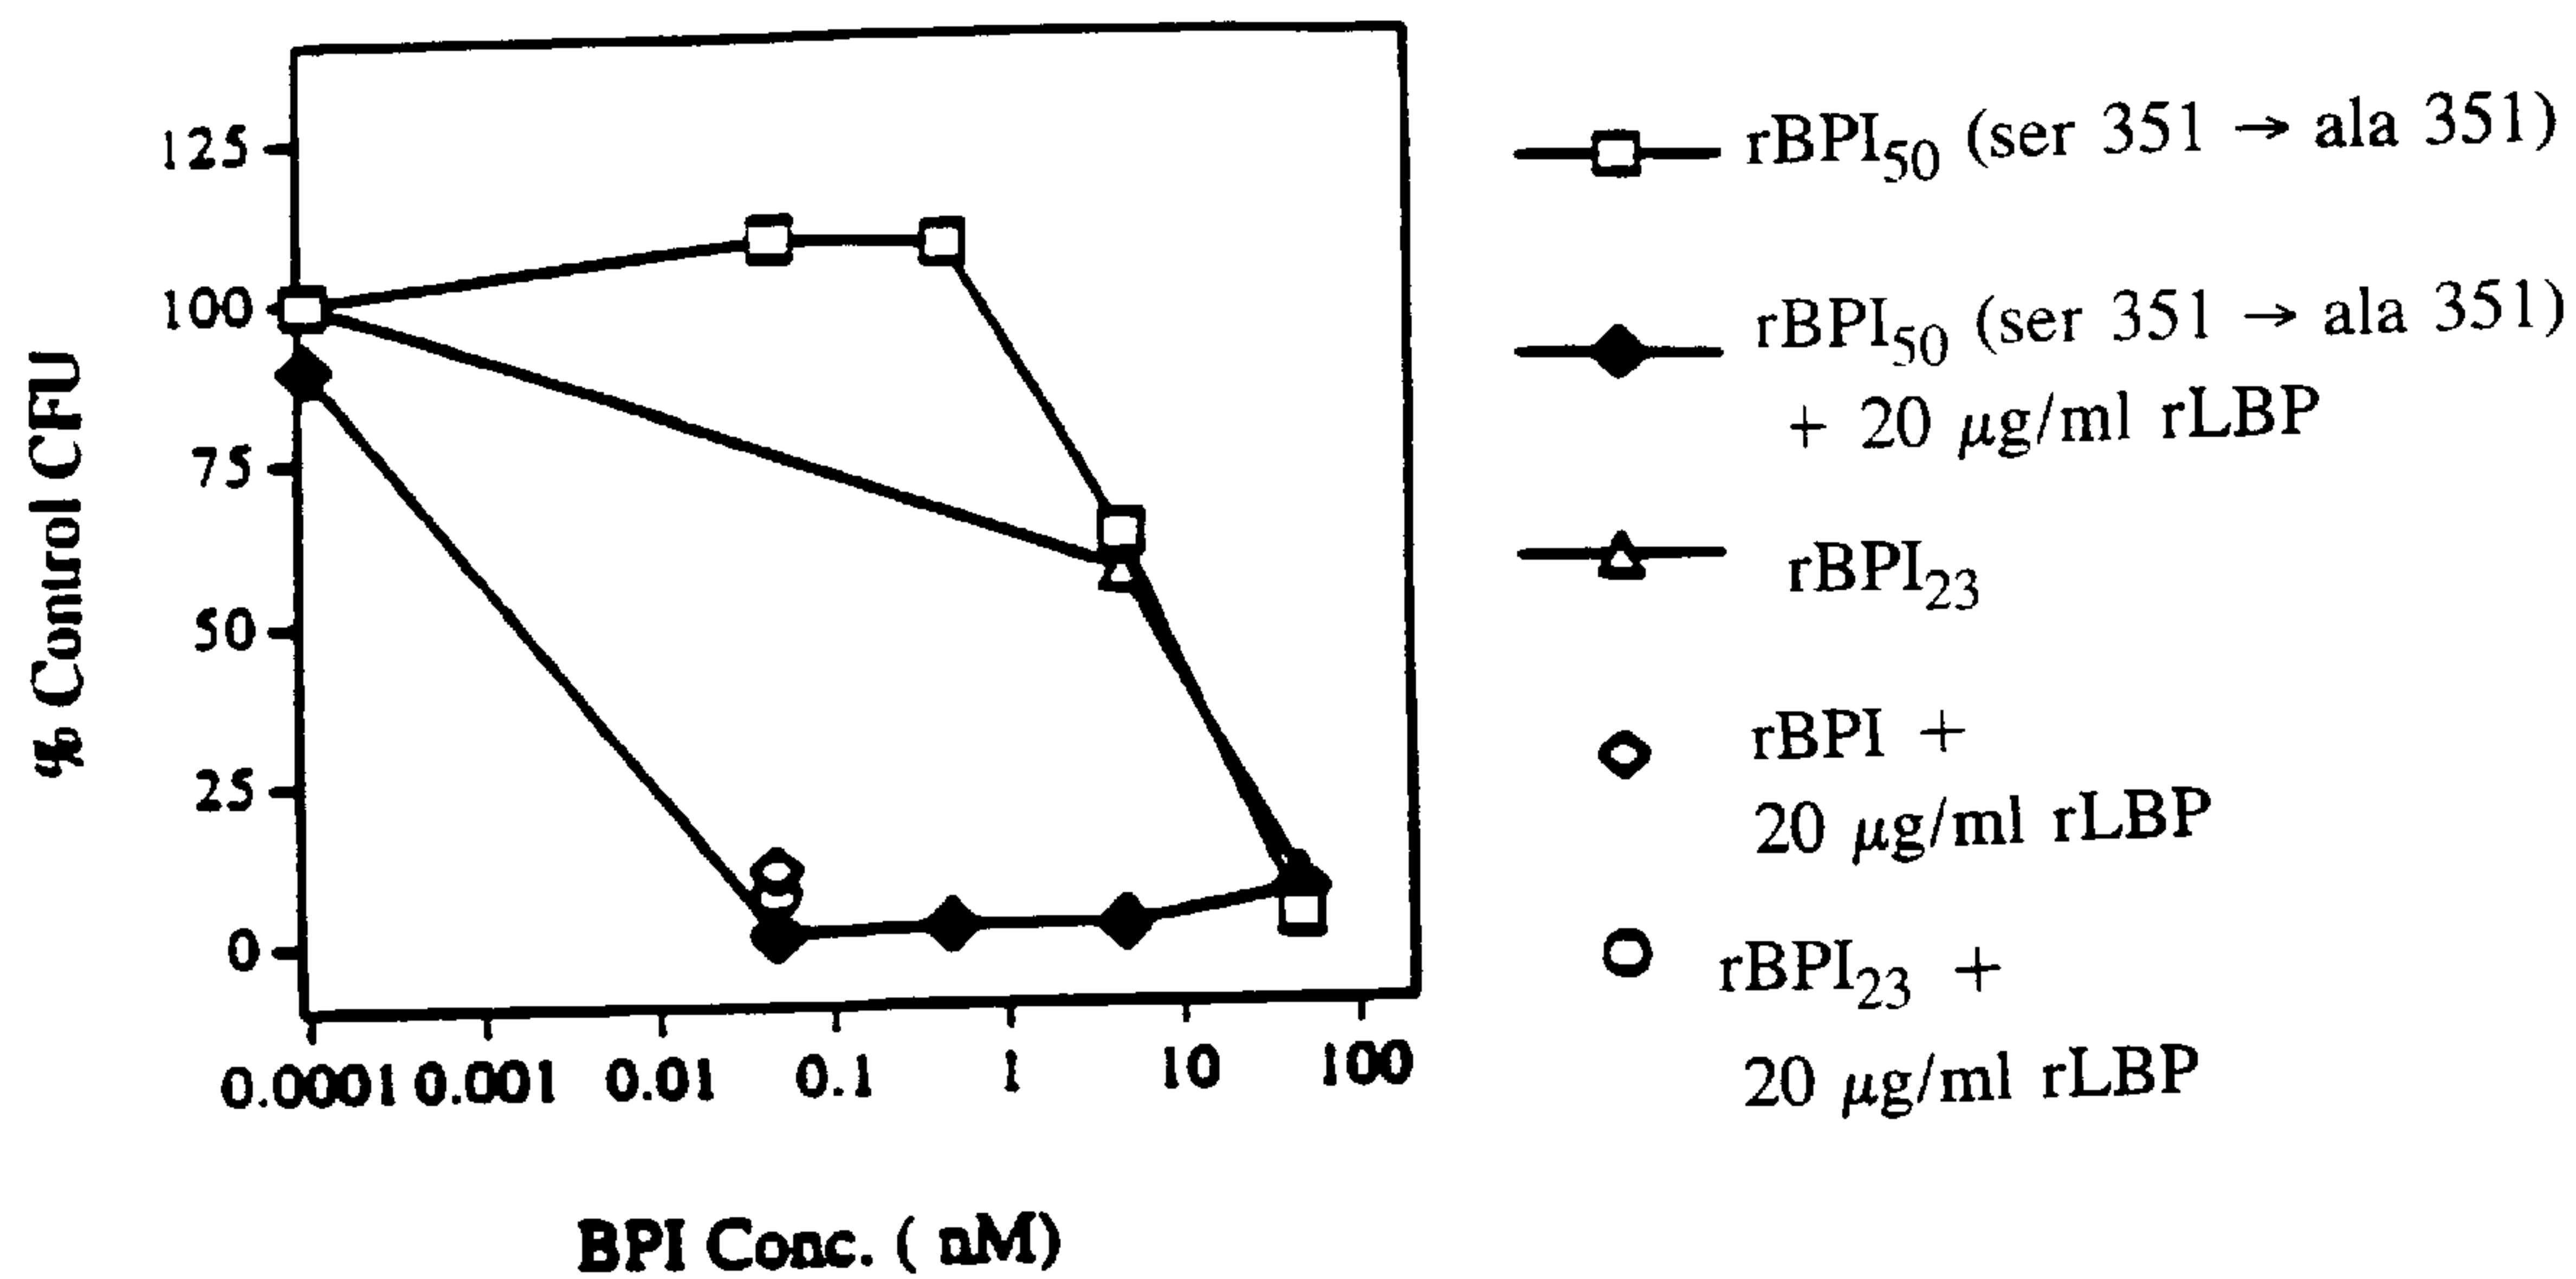 % Control CFU
125
100
75
50
25
0
0.0001 0.001 0.01 0.1 1 10 100
BPI Conc. ( nM)
rBPI₅₀ (ser 351 → ala 351)
rBPI₅₀ (ser 351 → ala 351)
+ 20 μg/ml rLBP
rBPI₂₃
rBPI +
20 μg/ml rLBP
rBPI₂₃ +
20 μg/ml rLBP